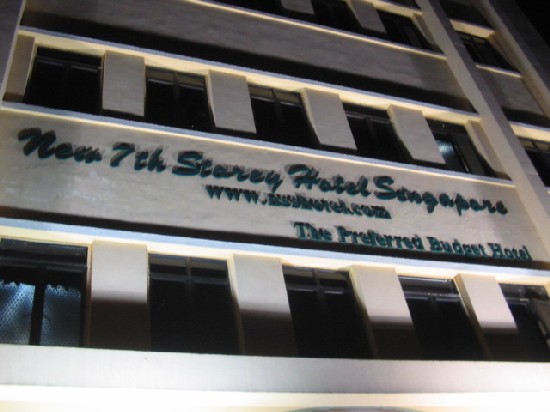 New 7th Storey Hotel Singapore
The Preferred Budget Hotel